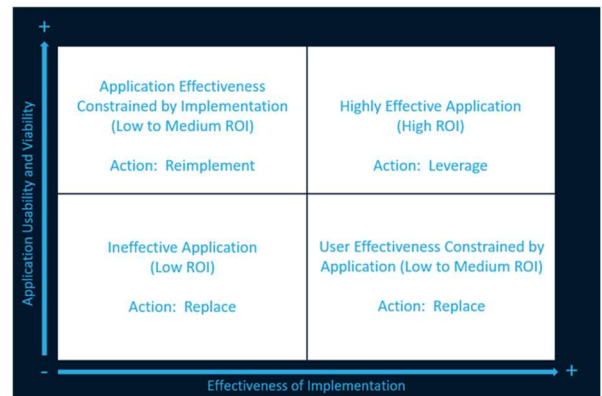 +
Application Usability and Viability
Application Effectiveness
Constrained by Implementation
(Low to Medium ROI)
Action: Reimplement
Highly Effective Application
(High ROI)
Action: Leverage
Ineffective Application
(Low ROI)
Action: Replace
User Effectiveness Constrained by
Application (Low to Medium ROI)
Action: Replace
-
+
Effectiveness of Implementation